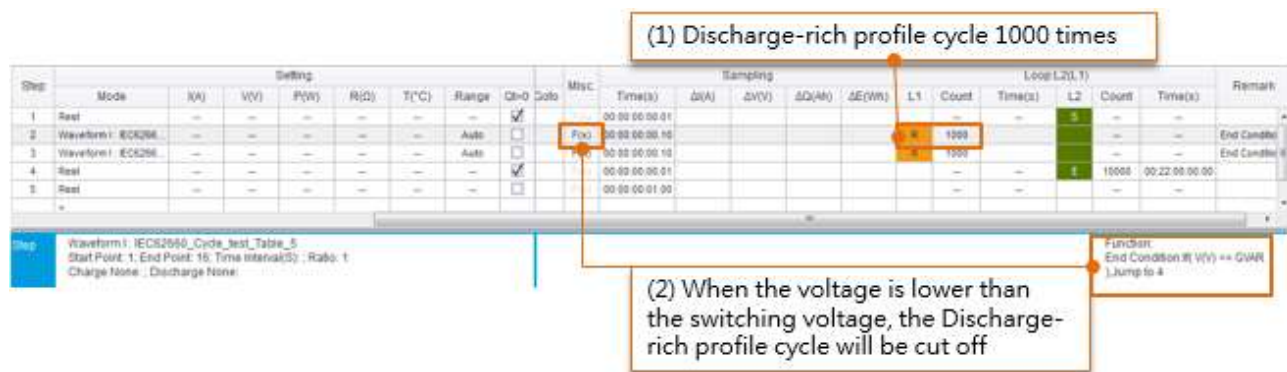 (1) Discharge-rich profile cycle 1000 times
Step Setting Misc. Sampling Loop:L2(L1) Remark
Mode I(A) V(V) P(W) R(Ω) T(°C) Range Qt=0 Goto Time(s) ΔI(A) ΔV(V) ΔQ(Ah) ΔE(Wh) L1 Count Time(s) L2 Count Time(s)
1 Rest -- -- -- -- -- -- 00:00:00:00.01 -- -- S -- --
2 Waveform I : IEC6266... -- -- -- -- -- Auto F(x) 00:00:00:00.10 R 1000 -- --
3 Waveform I : IEC6266... -- -- -- -- -- Auto F(x) 00:00:00:00.10 R 1000 -- --
4 Rest -- -- -- -- -- -- 00:00:00:00.01 -- -- E 10000 00:22:00:00.00
5 Rest -- -- -- -- -- -- 00:00:00:01.00 -- -- -- --
Step
Waveform I : IEC62660_Cycle_test_Table_5
Start Point: 1; End Point: 16; Time Interval(S): ; Ratio: 1
Charge None ; Discharge None:
Function:
End Condition:If( V(V) <= GVAR
),Jump to 4
(2) When the voltage is lower than
the switching voltage, the Discharge-
rich profile cycle will be cut off